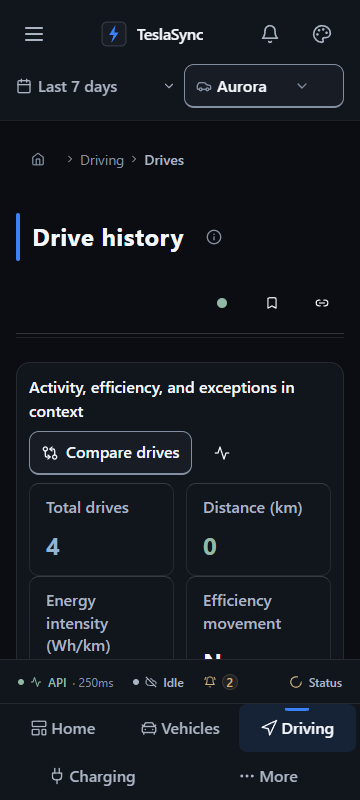 TeslaSync
Last 7 days
Aurora
Driving
Drives
Drive history
Activity, efficiency, and exceptions in
context
Compare drives
Total drives
Distance (km)
4
0
Energy
intensity
(Wh/km)
Efficiency
movement
API · 250ms
Idle
2
Status
Home
Vehicles
Driving
Charging
More